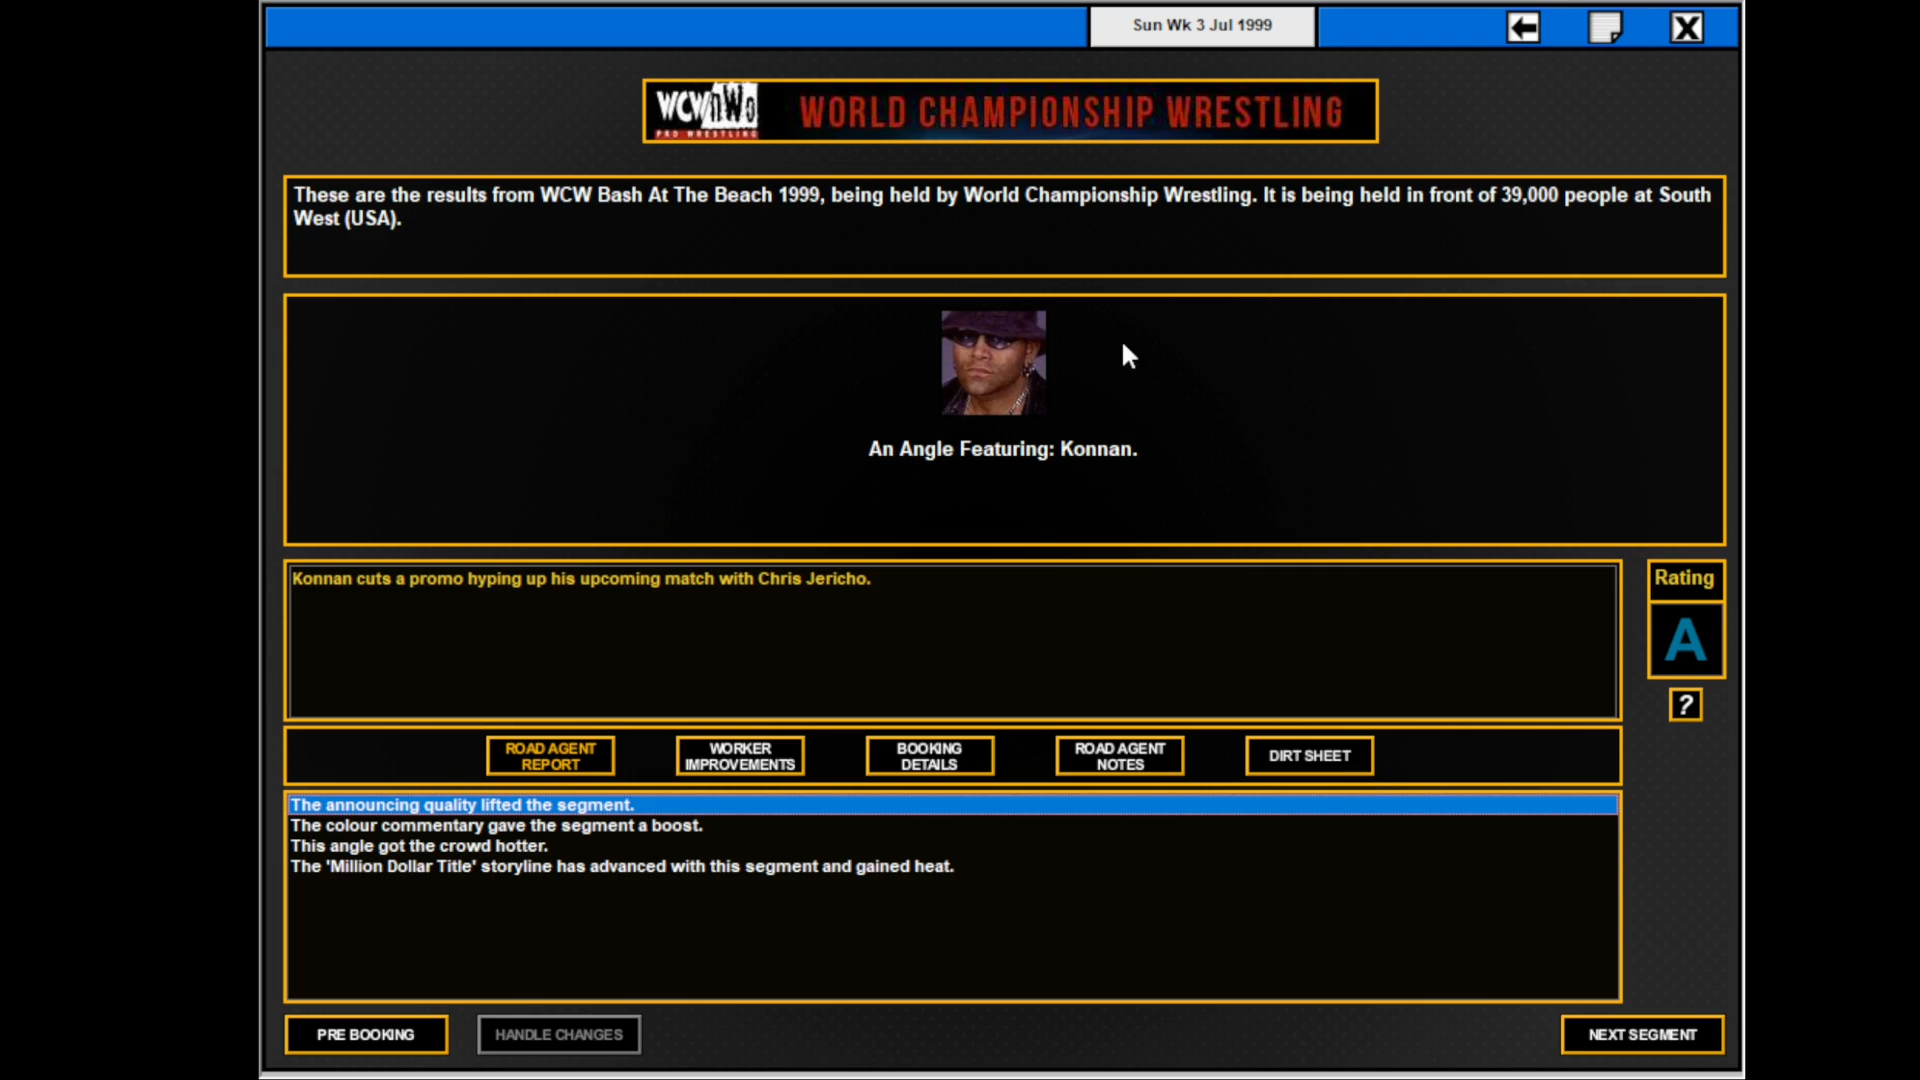 Sun Wk 3 Jul 1999
WCW nWo
PRO WRESTLING
WORLD CHAMPIONSHIP WRESTLING
These are the results from WCW Bash At The Beach 1999, being held by World Championship Wrestling. It is being held in front of 39,000 people at South
West (USA).
An Angle Featuring: Konnan.
Konnan cuts a promo hyping up his upcoming match with Chris Jericho.
Rating
A
?
ROAD AGENT
REPORT
WORKER
IMPROVEMENTS
BOOKING
DETAILS
ROAD AGENT
NOTES
DIRT SHEET
The announcing quality lifted the segment.
The colour commentary gave the segment a boost.
This angle got the crowd hotter.
The 'Million Dollar Title' storyline has advanced with this segment and gained heat.
PRE BOOKING
HANDLE CHANGES
NEXT SEGMENT